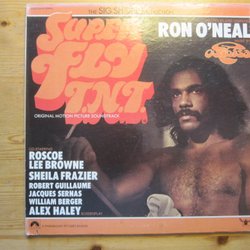 THE SIG SHORE PRODUCTION
SUPER
FLY
T.N.T.
RON O'NEAL
ORIGINAL MOTION PICTURE SOUNDTRACK
CO-STARRING
ROSCOE
LEE BROWNE
SHEILA FRAZIER
ROBERT GUILLAUME
JACQUES SERNAS
WILLIAM BERGER
ALEX HALEY
SCREENPLAY